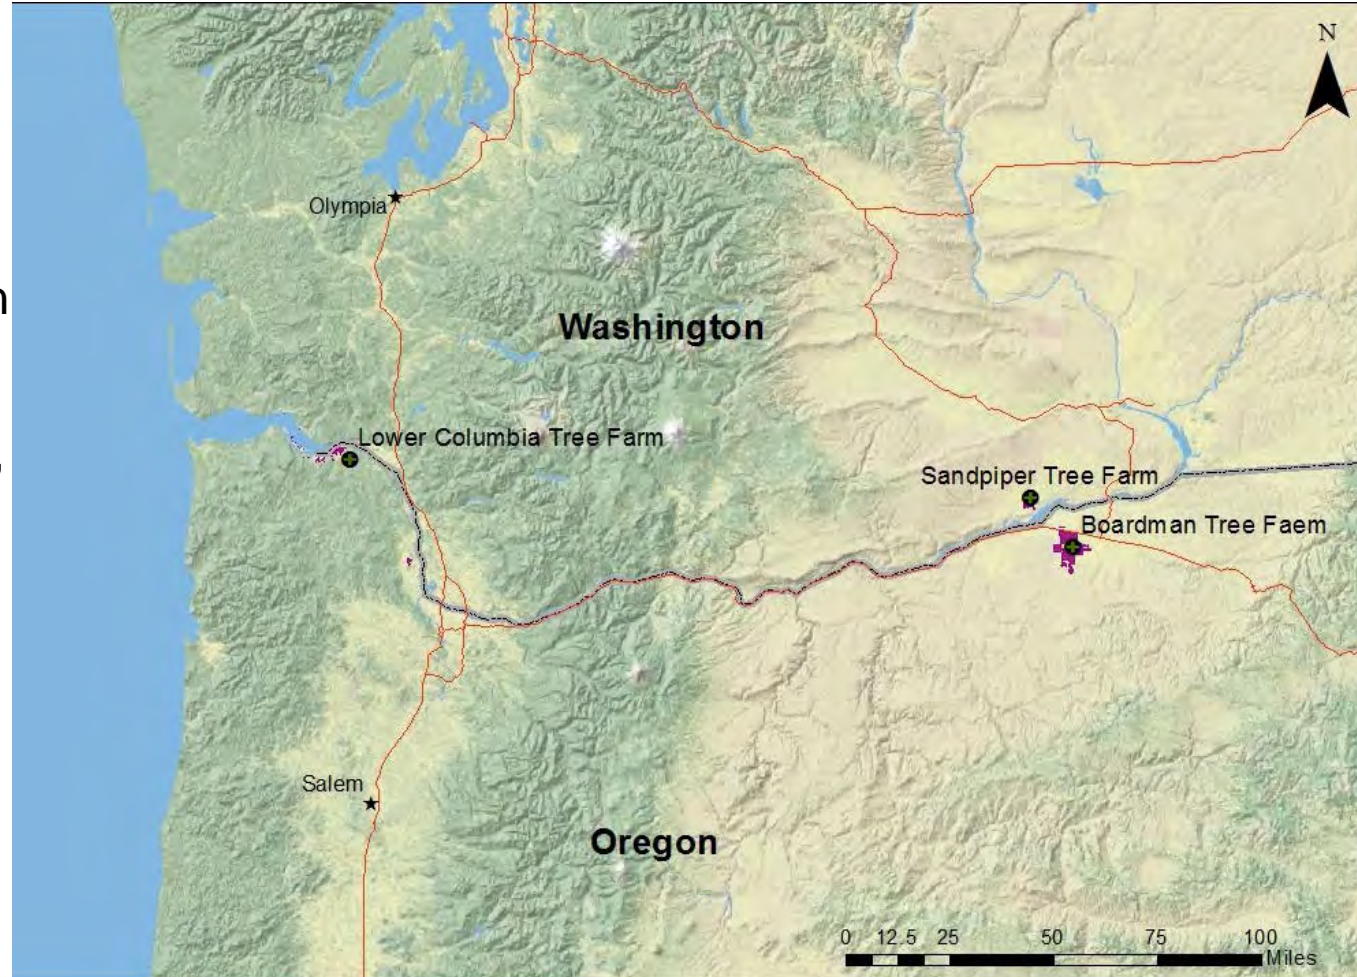 N
Olympia
n
Washington
Lower Columbia Tree Farm
,
Sandpiper Tree Farm
Boardman Tree Faem
Salem
Oregon
0 12.5 25 50 75 100
Miles